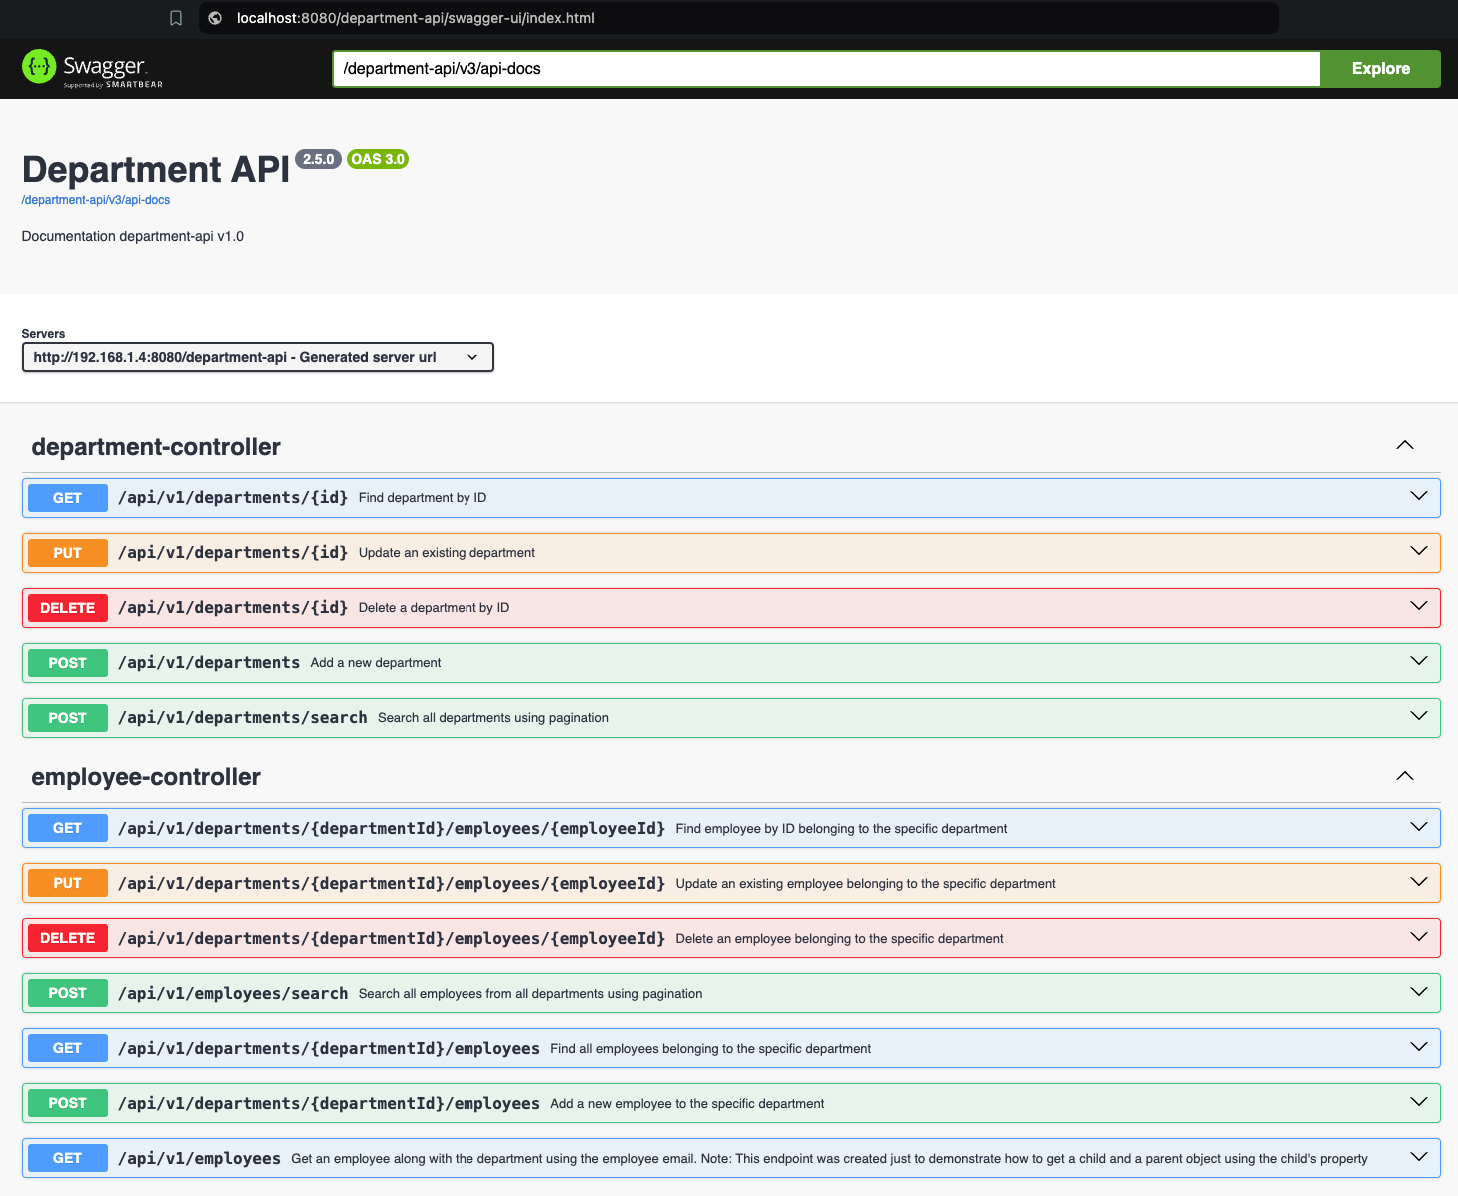 localhost:8080/department-api/swagger-ui/index.html
{...} Swagger.
Supported by SMARTBEAR
/department-api/v3/api-docs
Explore
Department API 2.5.0 OAS 3.0
/department-api/v3/api-docs
Documentation department-api v1.0
Servers
http://192.168.1.4:8080/department-api - Generated server url
department-controller
GET /api/v1/departments/{id} Find department by ID
PUT /api/v1/departments/{id} Update an existing department
DELETE /api/v1/departments/{id} Delete a department by ID
POST /api/v1/departments Add a new department
POST /api/v1/departments/search Search all departments using pagination
employee-controller
GET /api/v1/departments/{departmentId}/employees/{employeeId} Find employee by ID belonging to the specific department
PUT /api/v1/departments/{departmentId}/employees/{employeeId} Update an existing employee belonging to the specific department
DELETE /api/v1/departments/{departmentId}/employees/{employeeId} Delete an employee belonging to the specific department
POST /api/v1/employees/search Search all employees from all departments using pagination
GET /api/v1/departments/{departmentId}/employees Find all employees belonging to the specific department
POST /api/v1/departments/{departmentId}/employees Add a new employee to the specific department
GET /api/v1/employees Get an employee along with the department using the employee email. Note: This endpoint was created just to demonstrate how to get a child and a parent object using the child's property